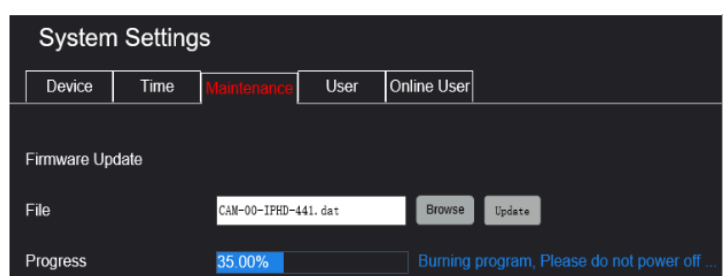 System Settings
Device Time Maintenance User Online User
Firmware Update
File CAM-00-IPHD-441.dat Browse Update
Progress 35.00% Burning program, Please do not power off ...